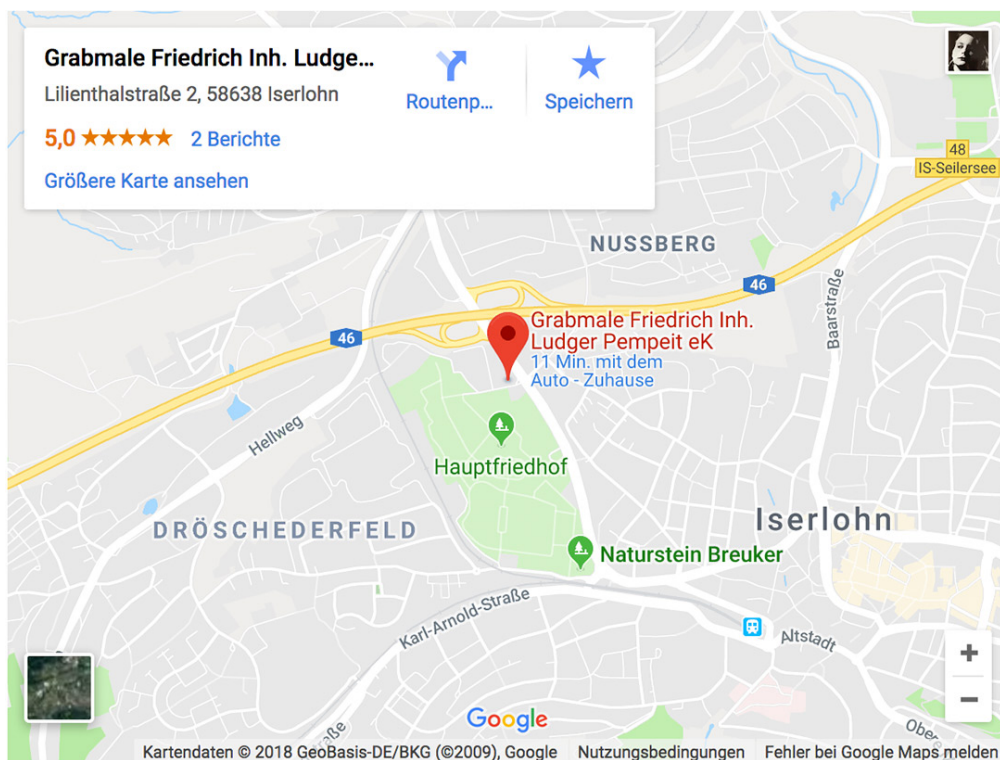 Grabmale Friedrich Inh. Ludge...
Lilienthalstraße 2, 58638 Iserlohn
5,0
2 Berichte
Größere Karte ansehen
Routenp...
Speichern
48
IS-Seilersee
NUSSBERG
46
Baarstraße
46
Grabmale Friedrich Inh.
Ludger Pempeit eK
11 Min. mit dem
Auto - Zuhause
Hellweg
Hauptfriedhof
Iserlohn
DRÖSCHEDERFELD
Naturstein Breuker
Karl-Arnold-Straße
Altstadt
+
−
Google
raße
Obere
Kartendaten © 2018 GeoBasis-DE/BKG (©2009), Google
Nutzungsbedingungen
Fehler bei Google Maps melden